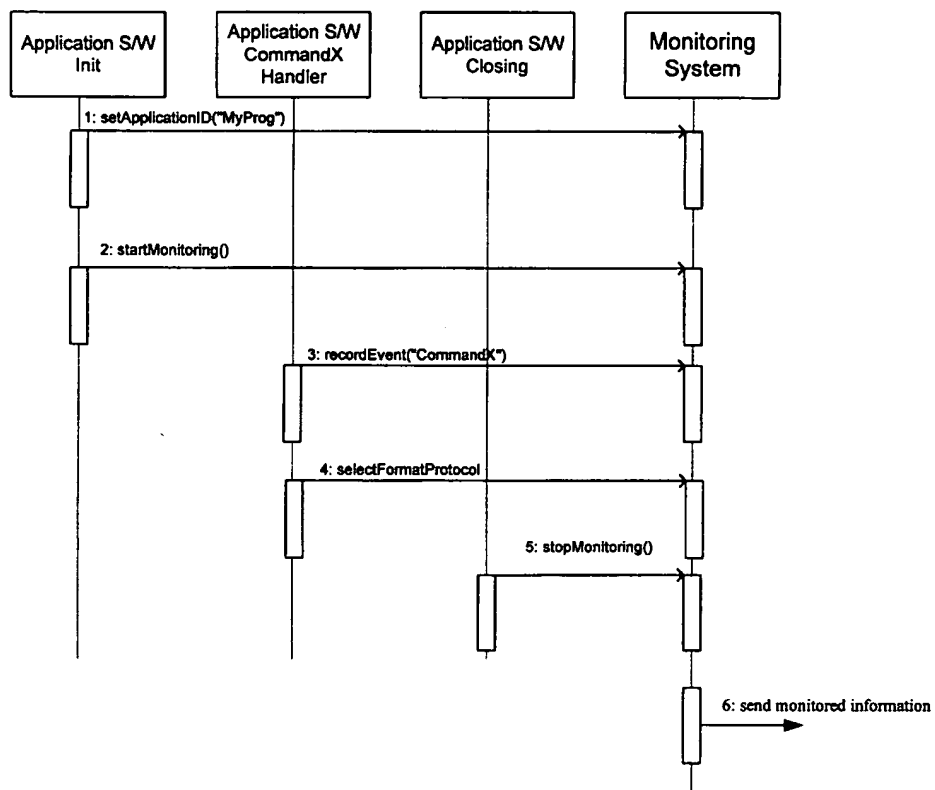 Application S/W
Init
Application S/W
CommandX
Handler
Application S/W
Closing
Monitoring
System
1: setApplicationID("MyProg")
2: startMonitoring()
3: recordEvent("CommandX")
4: selectFormatProtocol
5: stopMonitoring()
6: send monitored information